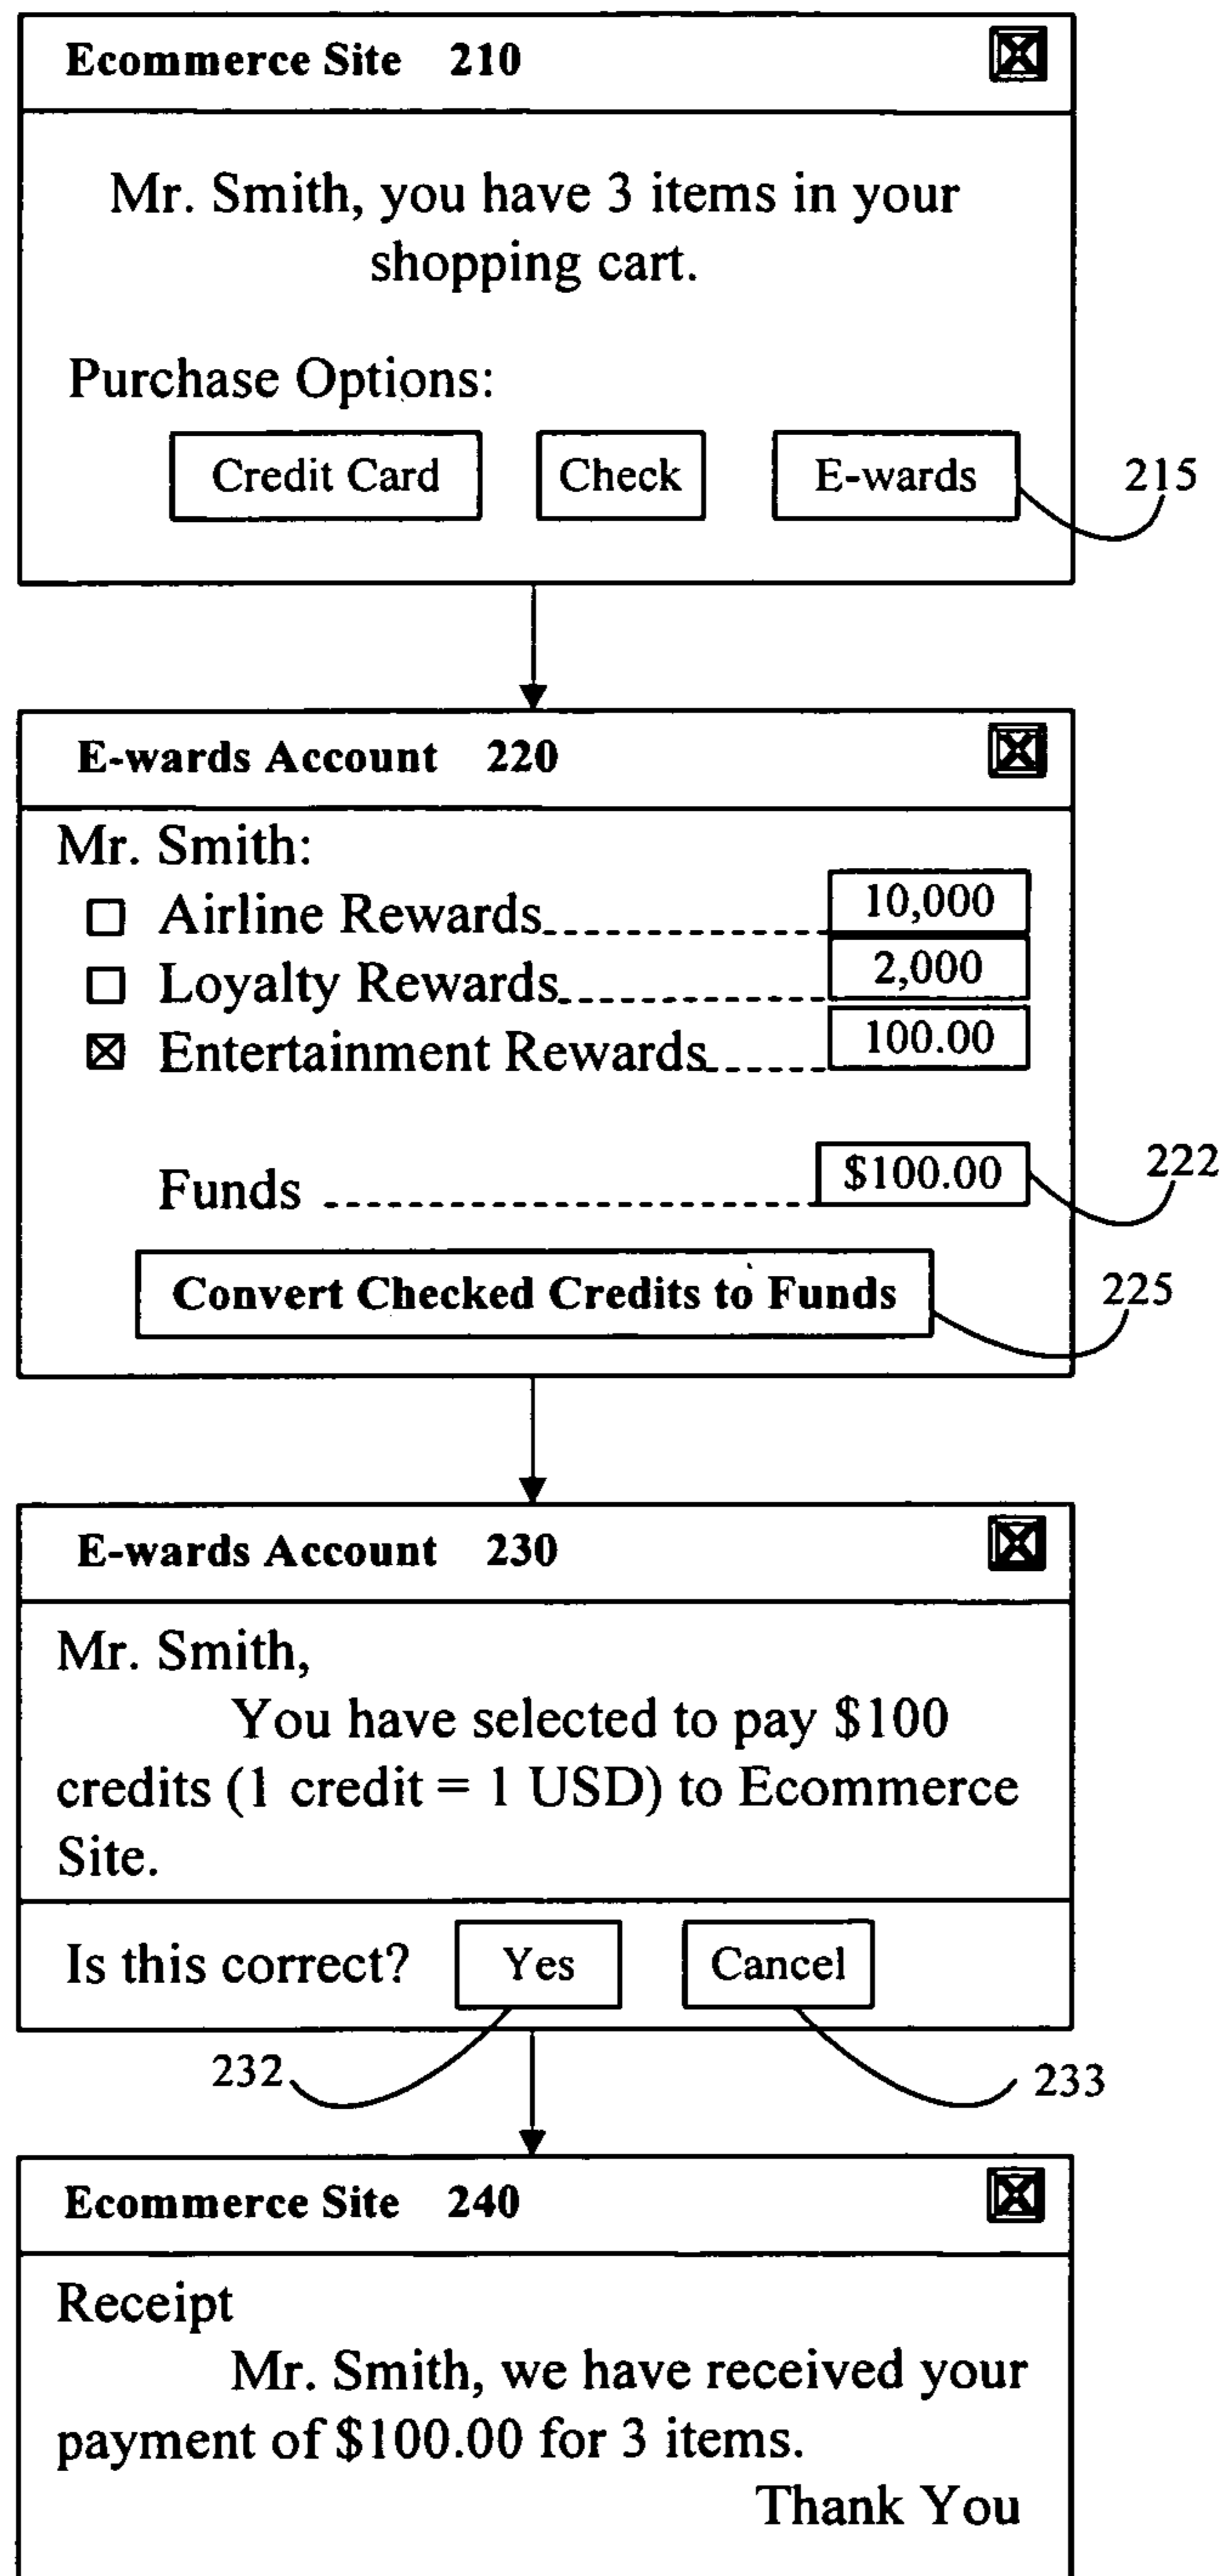 Ecommerce Site 210
Mr. Smith, you have 3 items in your
shopping cart.
Purchase Options:
Credit Card Check E-wards 215
E-wards Account 220
Mr. Smith:
Airline Rewards 10,000
Loyalty Rewards 2,000
Entertainment Rewards 100.00
Funds $100.00 222
Convert Checked Credits to Funds 225
E-wards Account 230
Mr. Smith,
You have selected to pay $100
credits (1 credit = 1 USD) to Ecommerce
Site.
Is this correct? Yes Cancel
232 233
Ecommerce Site 240
Receipt
Mr. Smith, we have received your
payment of $100.00 for 3 items.
Thank You